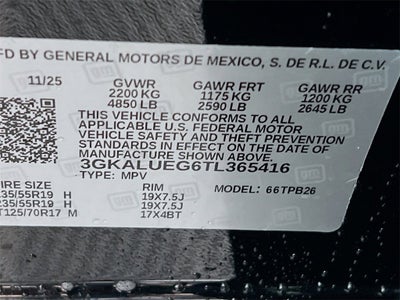 MFD BY GENERAL MOTORS DE MEXICO, S. DE R.L. DE C.V.
11/25 GVWR GAWR FRT GAWR RR
2200 KG 1175 KG 1200 KG
4850 LB 2590 LB 2645 LB
THIS VEHICLE CONFORMS TO ALL
APPLICABLE U.S. FEDERAL MOTOR
VEHICLE SAFETY AND THEFT PREVENTION
STANDARDS IN EFFECT ON THE DATE OF
MANUFACTURE SHOWN ABOVE.
3GKALUEG6TL365416
TYPE: MPV MODEL: 66TPB26
IRE SIZE RIM
235/55R19 H 19X7.5J
235/55R19 H 19X7.5J
T125/70R17 M 17X4BT